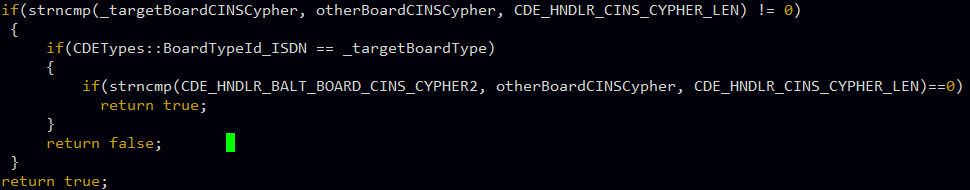 if(strncmp(_targetBoardCINSCypher, otherBoardCINSCypher, CDE_HNDLR_CINS_CYPHER_LEN) != 0)
{
if(CDETypes::BoardTypeId_ISDN == _targetBoardType)
{
if(strncmp(CDE_HNDLR_BALT_BOARD_CINS_CYPHER2, otherBoardCINSCypher, CDE_HNDLR_CINS_CYPHER_LEN)==0)
return true;
}
return false;
}
return true;